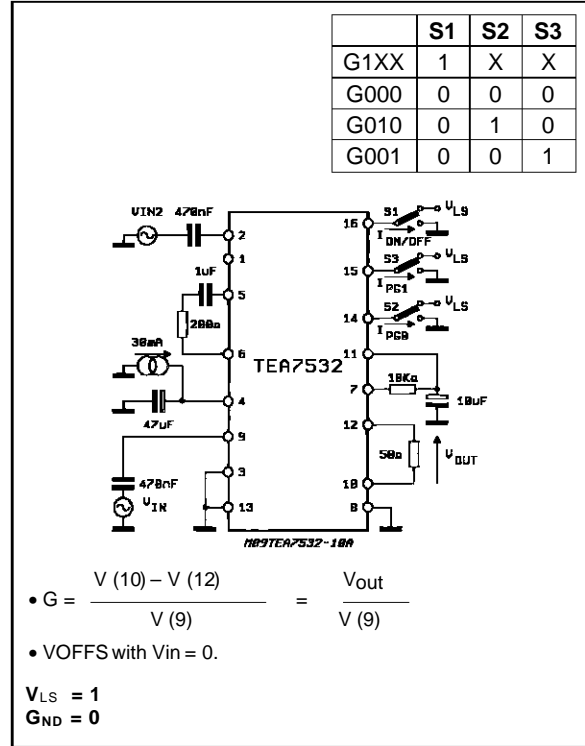 S1 S2 S3
G1XX 1 X X
G000 0 0 0
G010 0 1 0
G001 0 0 1
VIN2 470nF
2
1
1uF
5
200Ω
6
30mA
4
47uF
9
470nF
VIN
3
13
TEA7532
16
S1
VLS
I ON/OFF
15
S3
VLS
I PG1
14
S2
VLS
I PG0
11
7
10KΩ
10uF
12
50Ω
VOUT
10
8
M89TEA7532-10A
• G = V (10) – V (12) / V (9) = Vout / V (9)
• VOFFS with Vin = 0.
VLS = 1
GND = 0